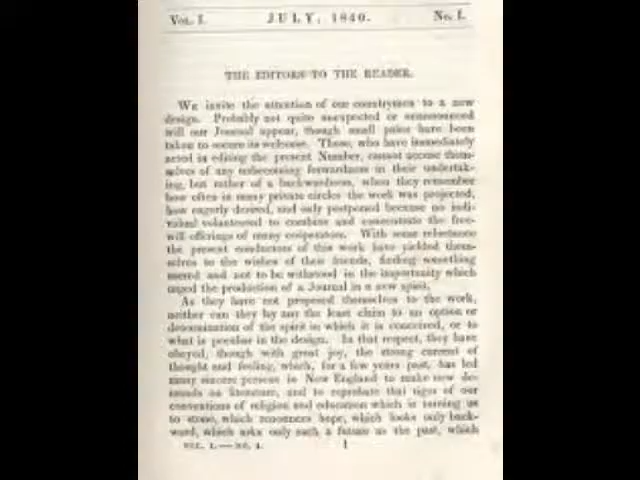 VOL. I. JULY, 1840. No. I.
THE EDITORS TO THE READER.
WE invite the attention of our countrymen to a new
design. Probably not quite unexpected or unannounced
will our Journal appear, though small pains have been
taken to secure its welcome. Those, who have immediately
acted in editing the present Number, cannot accuse them-
selves of any unbecoming forwardness in their undertak-
ing, but rather of a backwardness, when they remember
how often in many private circles the work was projected,
how eagerly desired, and only postponed because no indi-
vidual volunteered to combine and concentrate the free-
will offerings of many coöperators. With some reluctance
the present conductors of this work have yielded them-
selves to the wishes of their friends, finding something
sacred and not to be withstood in the importunity which
urged the production of a Journal in a new spirit.
As they have not proposed themselves to the work,
neither can they lay any the least claim to an option or
determination of the spirit in which it is conceived, or to
what is peculiar in the design. In that respect, they have
obeyed, though with great joy, the strong current of
thought and feeling, which, for a few years past, has led
many sincere persons in New England to make new de-
mands on literature, and to reprobate that rigor of our
conventions of religion and education which is turning us
to stone, which renounces hope, which looks only back-
ward, which asks only such a future as the past, which
VOL. I. — NO. I. 1